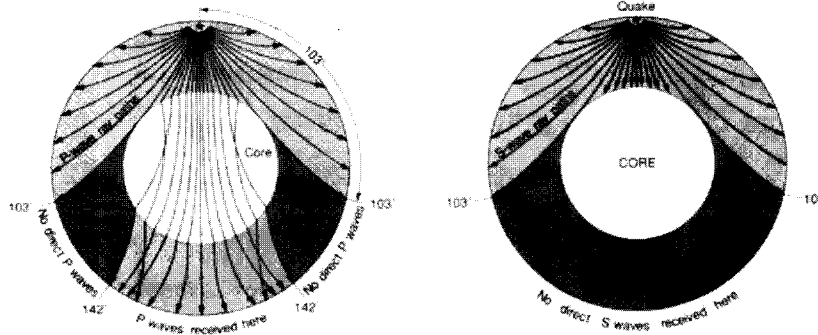 103°
P-wave ray paths
Core
103°
103°
No direct P waves
142°
P waves received here
142°
No direct P waves
Quake
S-wave ray paths
CORE
103°
10
No direct S waves received here